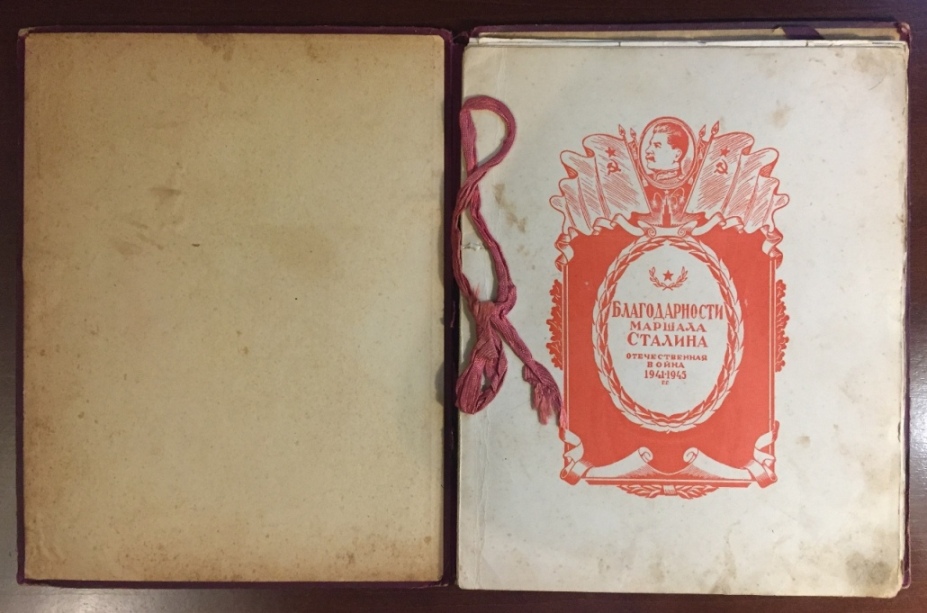 БЛАГОДАРНОСТИ
МАРШАЛА
СТАЛИНА
ОТЕЧЕСТВЕННАЯ
ВОЙНА
1941-1945
ГГ